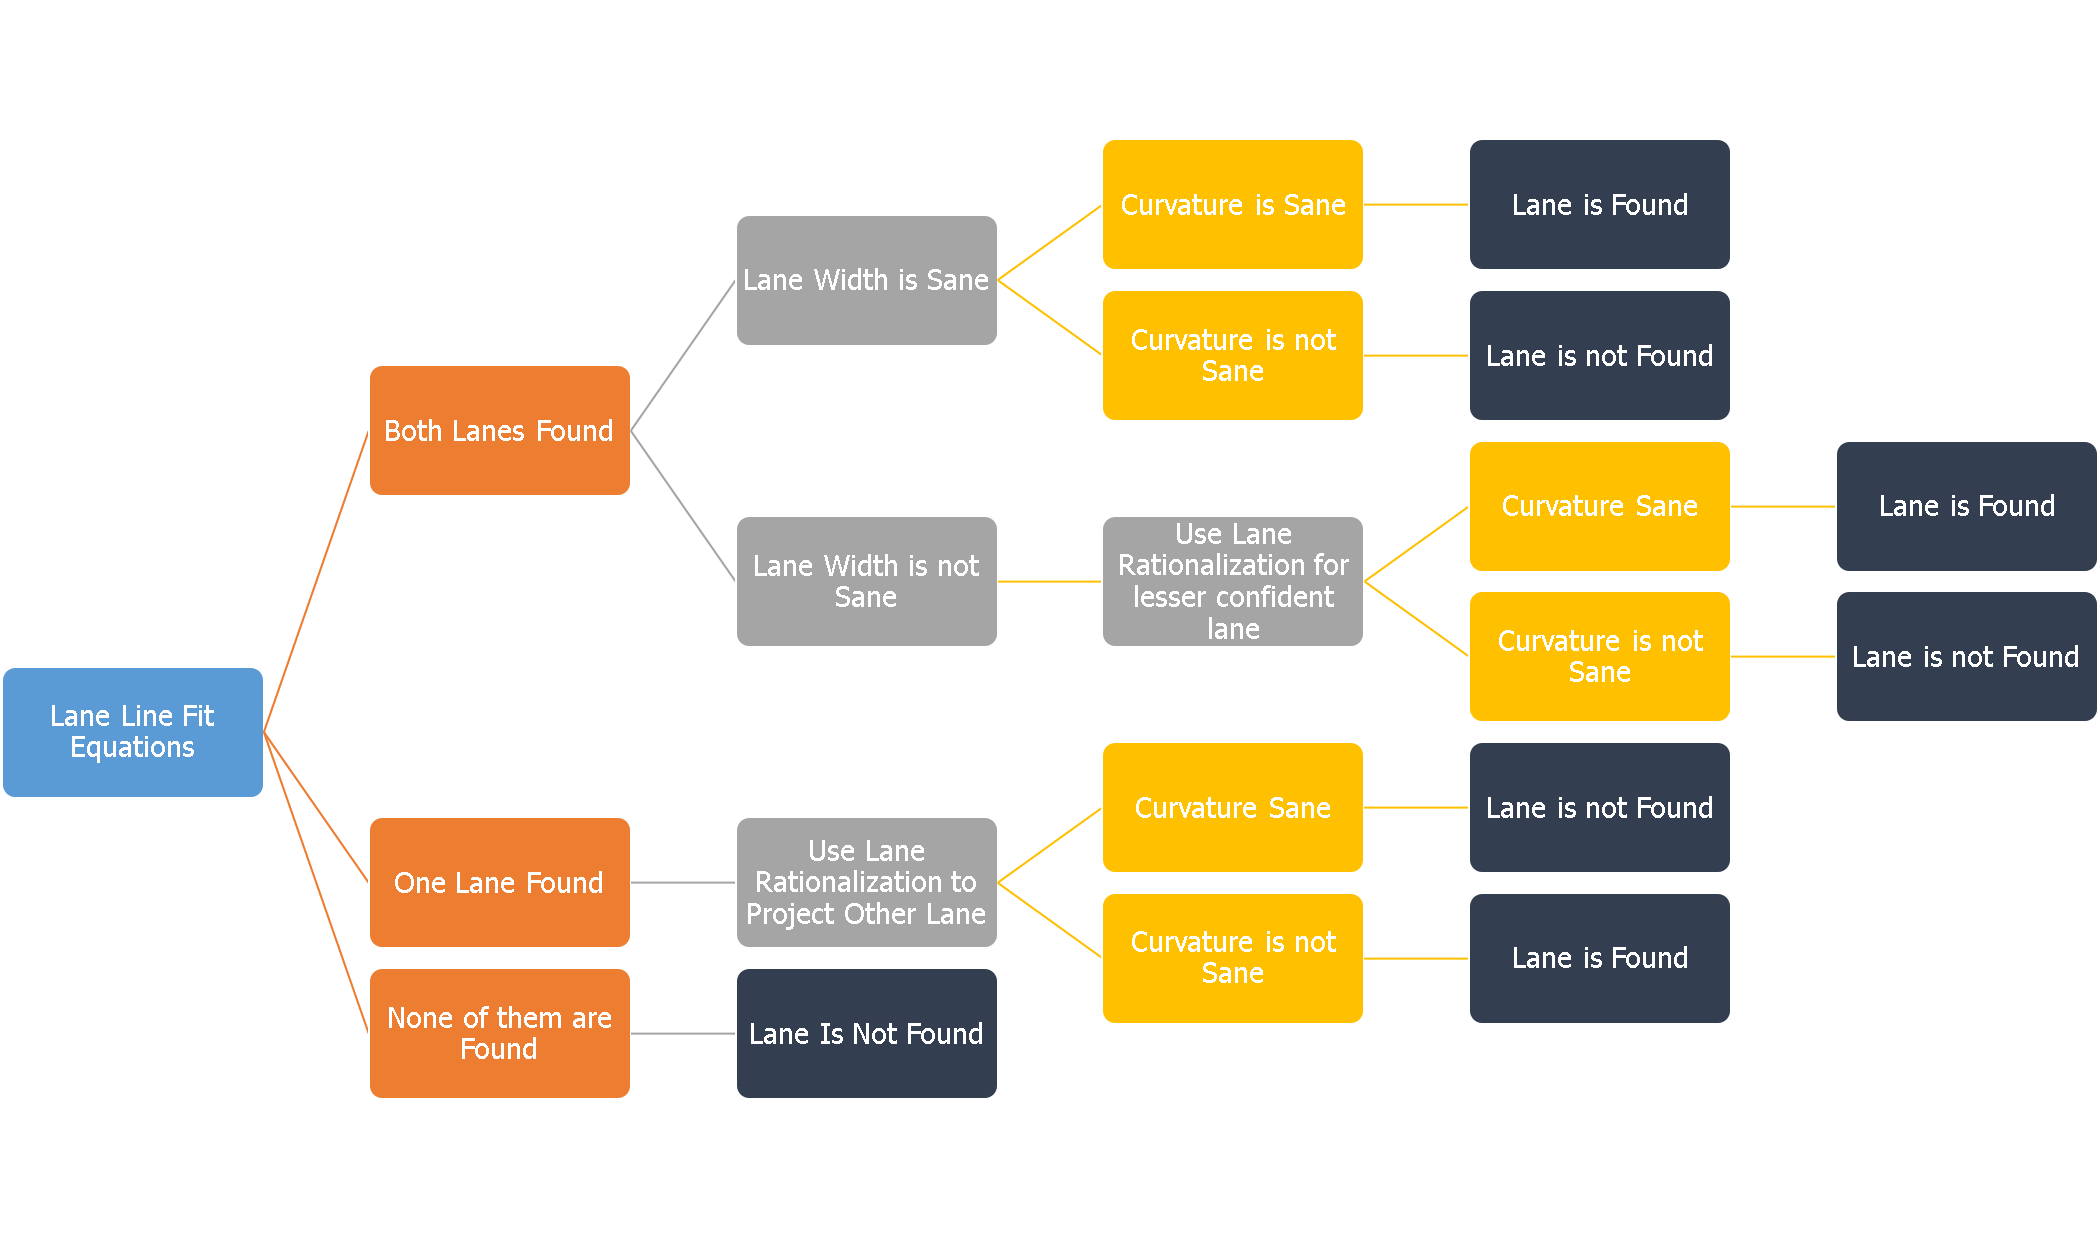 Lane Line Fit
Equations
Both Lanes Found
Lane Width is Sane
Curvature is Sane
Lane is Found
Curvature is not
Sane
Lane is not Found
Lane Width is not
Sane
Use Lane
Rationalization for
lesser confident
lane
Curvature Sane
Lane is Found
Curvature is not
Sane
Lane is not Found
One Lane Found
Use Lane
Rationalization to
Project Other Lane
Curvature Sane
Lane is not Found
Curvature is not
Sane
Lane is Found
None of them are
Found
Lane Is Not Found